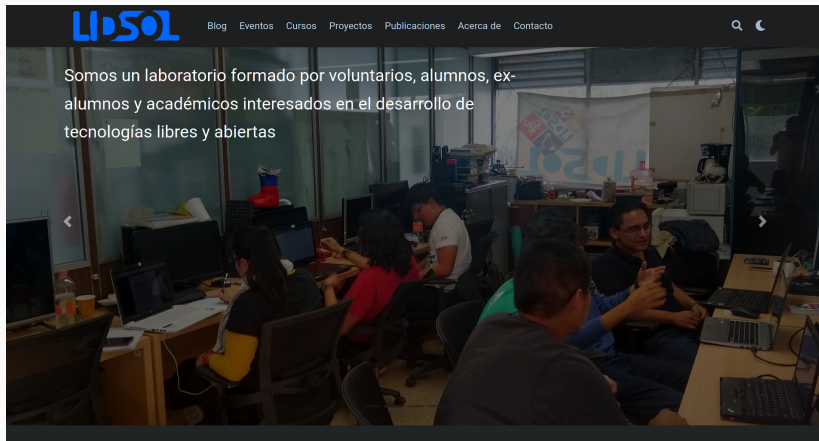 LIDSOL
Blog Eventos Cursos Proyectos Publicaciones Acerca de Contacto
Somos un laboratorio formado por voluntarios, alumnos, ex-
alumnos y académicos interesados en el desarrollo de
tecnologías libres y abiertas
LIDSOL